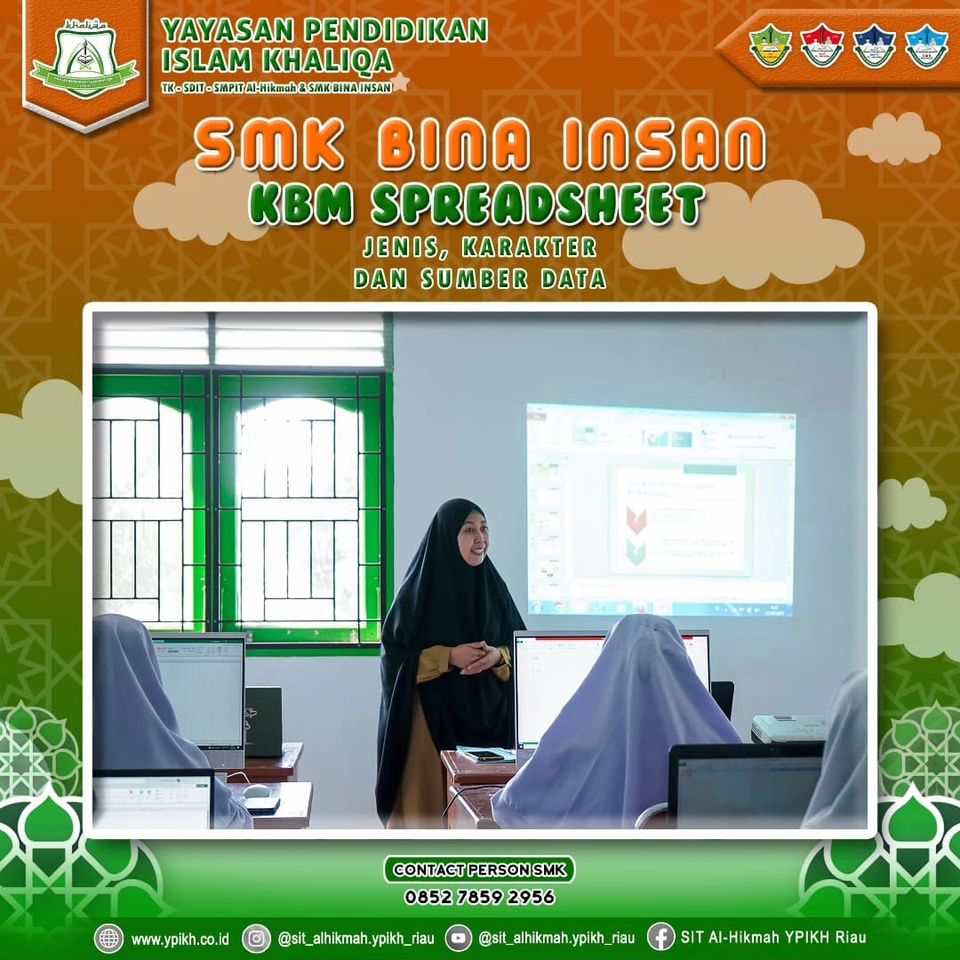 khaliqa
YAYASAN PENDIDIKAN
ISLAM KHALIQA
TK - SDIT - SMPIT Al-Hikmah & SMK BINA INSAN
SMK BINA INSAN
KBM SPREADSHEET
JENIS, KARAKTER
DAN SUMBER DATA
CONTACT PERSON SMK
0852 7859 2956
www.ypikh.co.id
@sit_alhikmah.ypikh_riau
@sit_alhikmah.ypikh_riau
SIT Al-Hikmah YPIKH Riau